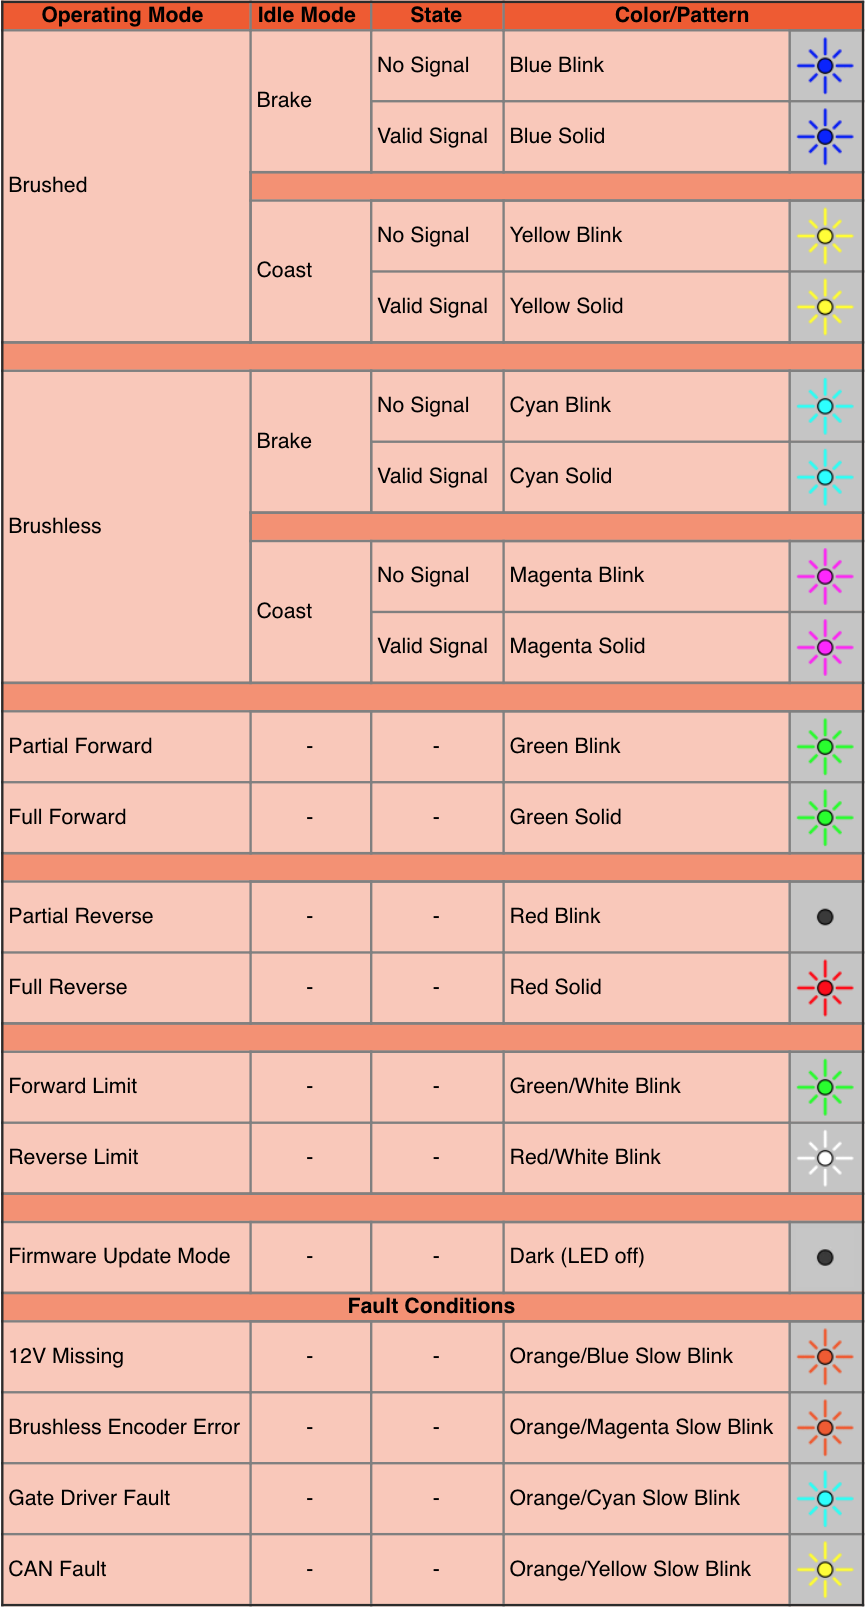 Operating Mode Idle Mode State Color/Pattern
Brushed Brake No Signal Blue Blink
Valid Signal Blue Solid
Coast No Signal Yellow Blink
Valid Signal Yellow Solid
Brushless Brake No Signal Cyan Blink
Valid Signal Cyan Solid
Coast No Signal Magenta Blink
Valid Signal Magenta Solid
Partial Forward - - Green Blink
Full Forward - - Green Solid
Partial Reverse - - Red Blink
Full Reverse - - Red Solid
Forward Limit - - Green/White Blink
Reverse Limit - - Red/White Blink
Firmware Update Mode - - Dark (LED off)
Fault Conditions
12V Missing - - Orange/Blue Slow Blink
Brushless Encoder Error - - Orange/Magenta Slow Blink
Gate Driver Fault - - Orange/Cyan Slow Blink
CAN Fault - - Orange/Yellow Slow Blink